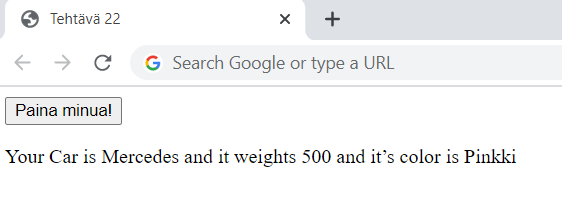 Tehtävä 22
Search Google or type a URL
Paina minua!
Your Car is Mercedes and it weights 500 and it’s color is Pinkki